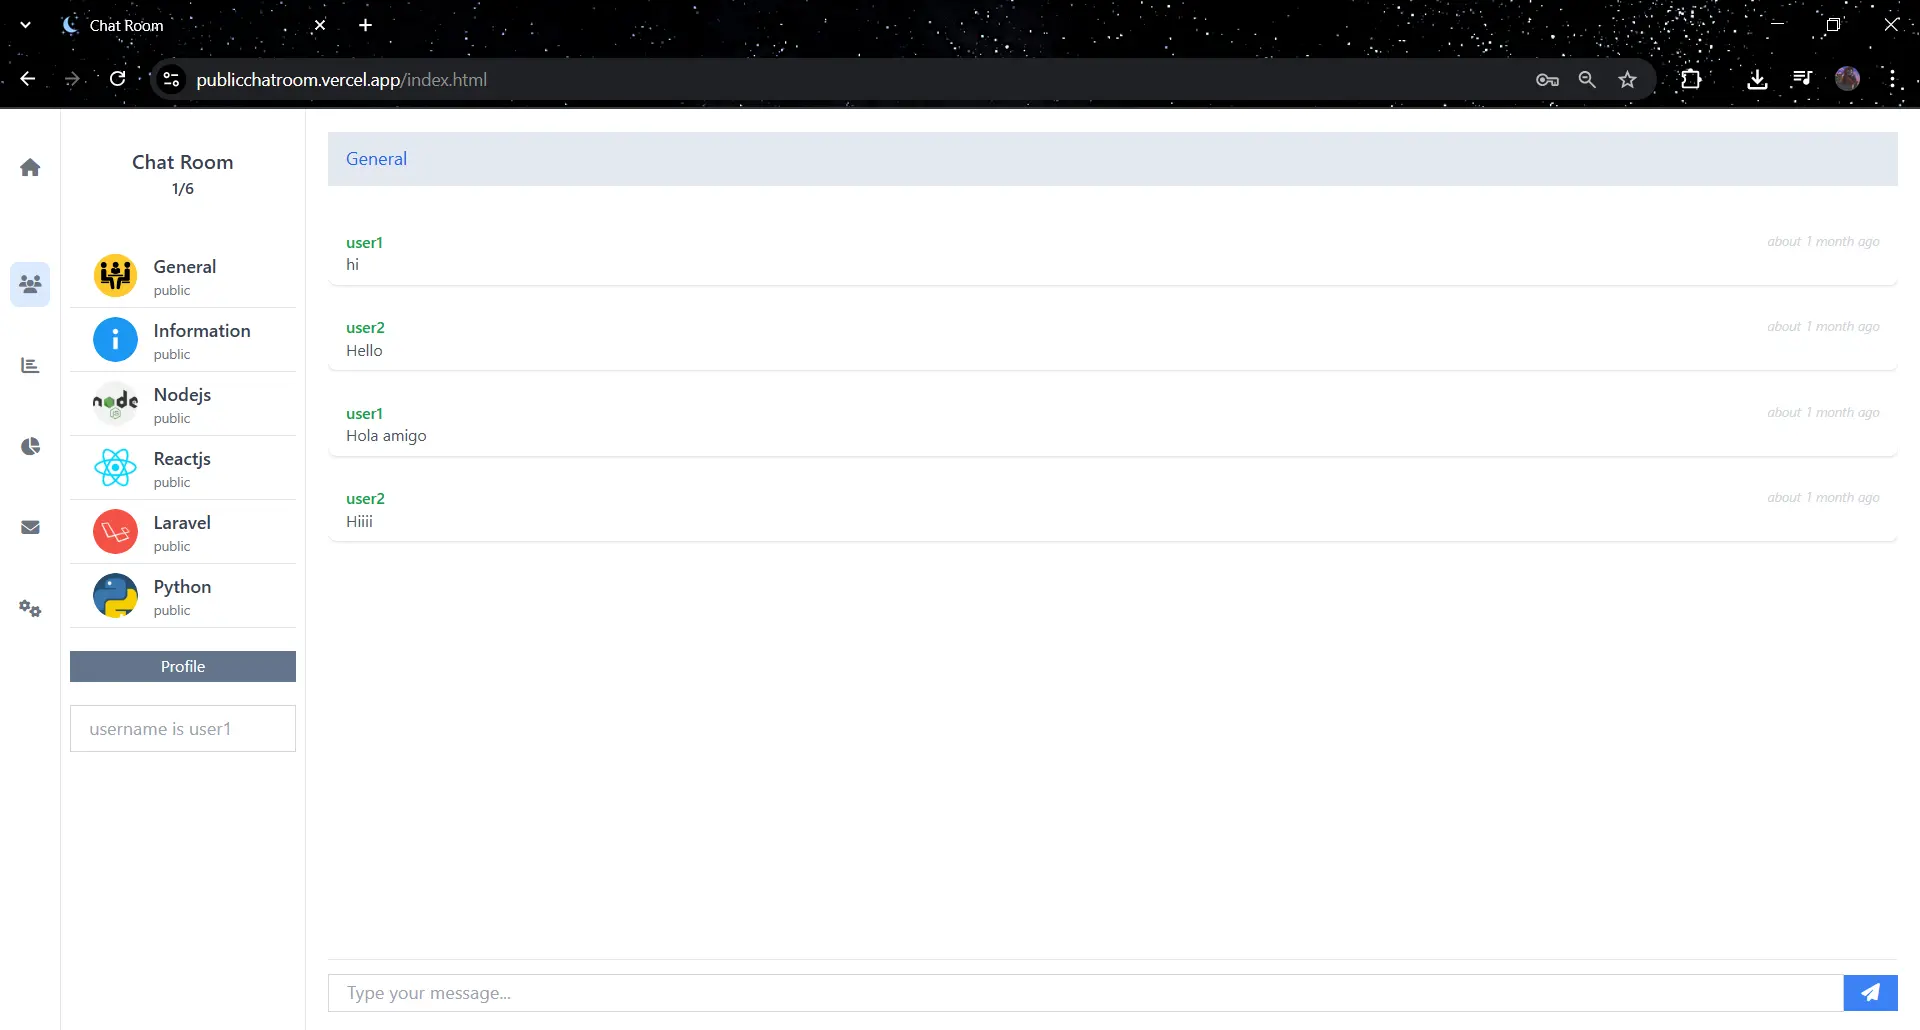 Chat Room
publicchatroom.vercel.app/index.html
Chat Room
1/6
General
public
Information
public
node
JS
Nodejs
public
Reactjs
public
Laravel
public
Python
public
Profile
username is user1
General
user1
about 1 month ago
hi
user2
about 1 month ago
Hello
user1
about 1 month ago
Hola amigo
user2
about 1 month ago
Hiiii
Type your message...